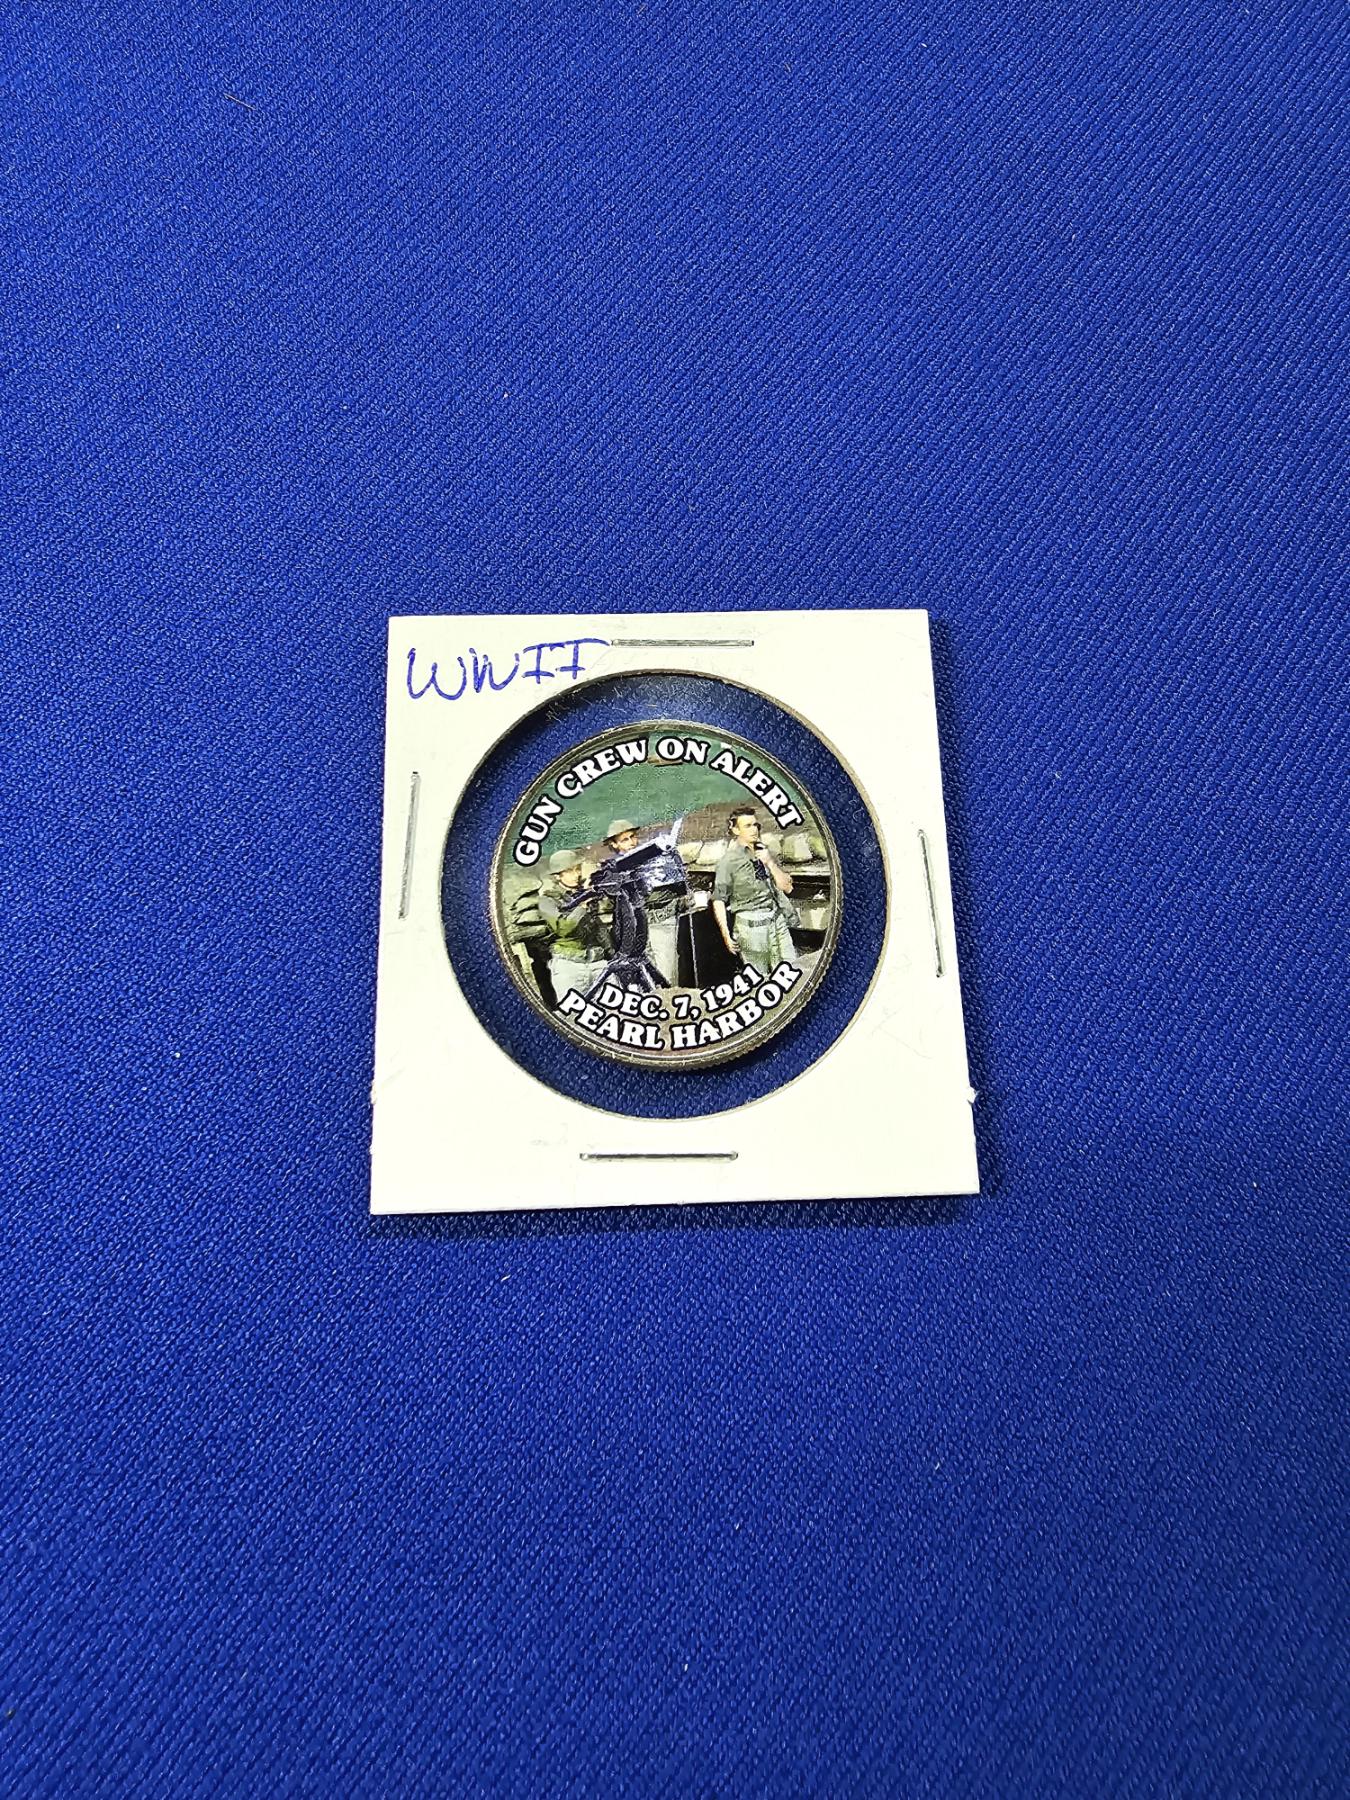 WWII
GUN CREW ON ALERT
DEC. 7, 1941
PEARL HARBOR